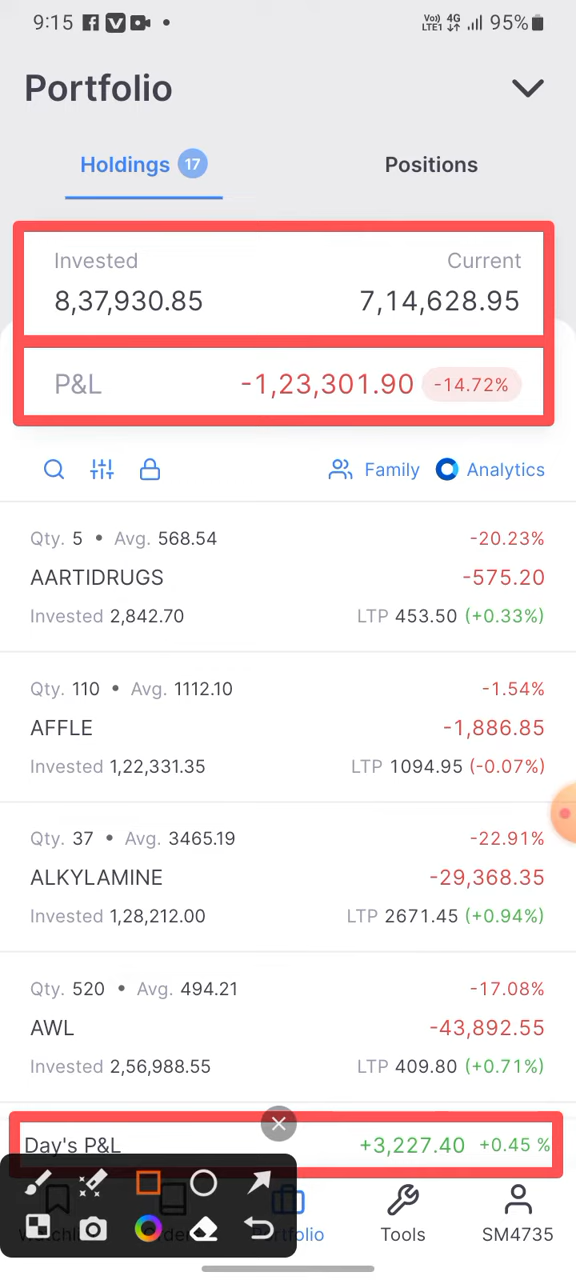 9:15 Vo) LTE1 4G 95%
Portfolio
Holdings 17 Positions
Invested Current
8,37,930.85 7,14,628.95
P&L -1,23,301.90 -14.72%
Family Analytics
Qty. 5 • Avg. 568.54 -20.23%
AARTIDRUGS -575.20
Invested 2,842.70 LTP 453.50 (+0.33%)
Qty. 110 • Avg. 1112.10 -1.54%
AFFLE -1,886.85
Invested 1,22,331.35 LTP 1094.95 (-0.07%)
Qty. 37 • Avg. 3465.19 -22.91%
ALKYLAMINE -29,368.35
Invested 1,28,212.00 LTP 2671.45 (+0.94%)
Qty. 520 • Avg. 494.21 -17.08%
AWL -43,892.55
Invested 2,56,988.55 LTP 409.80 (+0.71%)
Day's P&L +3,227.40 +0.45 %
Tools SM4735